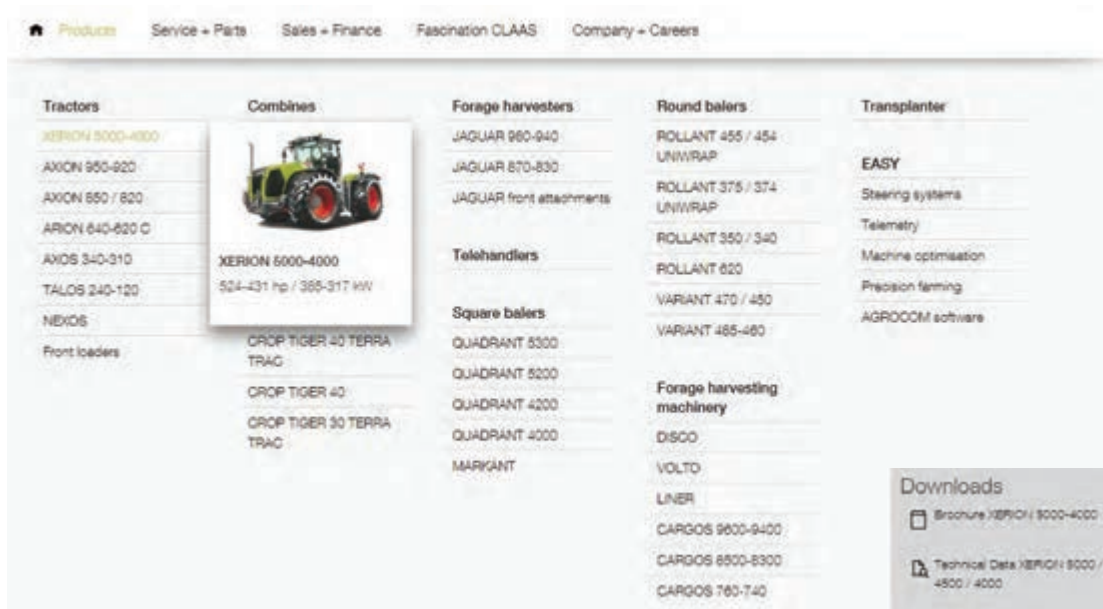 Products Service + Parts Sales + Finance Fascination CLAAS Company + Careers
Tractors
XERION 5000-4000
AXION 950-920
AXION 850 / 820
ARION 640-620 C
AXOS 340-310
TALOS 240-120
NEXOS
Front loaders
Combines
XERION 5000-4000
524-431 hp / 385-317 kW
CROP TIGER 40 TERRA
TRAC
CROP TIGER 40
CROP TIGER 30 TERRA
TRAC
Forage harvesters
JAGUAR 980-940
JAGUAR 870-830
JAGUAR front attachments
Telehandlers
Square balers
QUADRANT 5300
QUADRANT 5200
QUADRANT 4200
QUADRANT 4000
MARKANT
Round balers
ROLLANT 455 / 454
UNIWRAP
ROLLANT 375 / 374
UNIWRAP
ROLLANT 350 / 340
ROLLANT 620
VARIANT 470 / 450
VARIANT 485-460
Forage harvesting
machinery
DISCO
VOLTO
LINER
CARGOS 9600-9400
CARGOS 8500-8300
CARGOS 760-740
Transplanter
EASY
Steering systems
Telemetry
Machine optimisation
Precision farming
AGROCOM software
Downloads
Brochure XERION 5000-4000
Technical Data XERION 5000 /
4500 / 4000